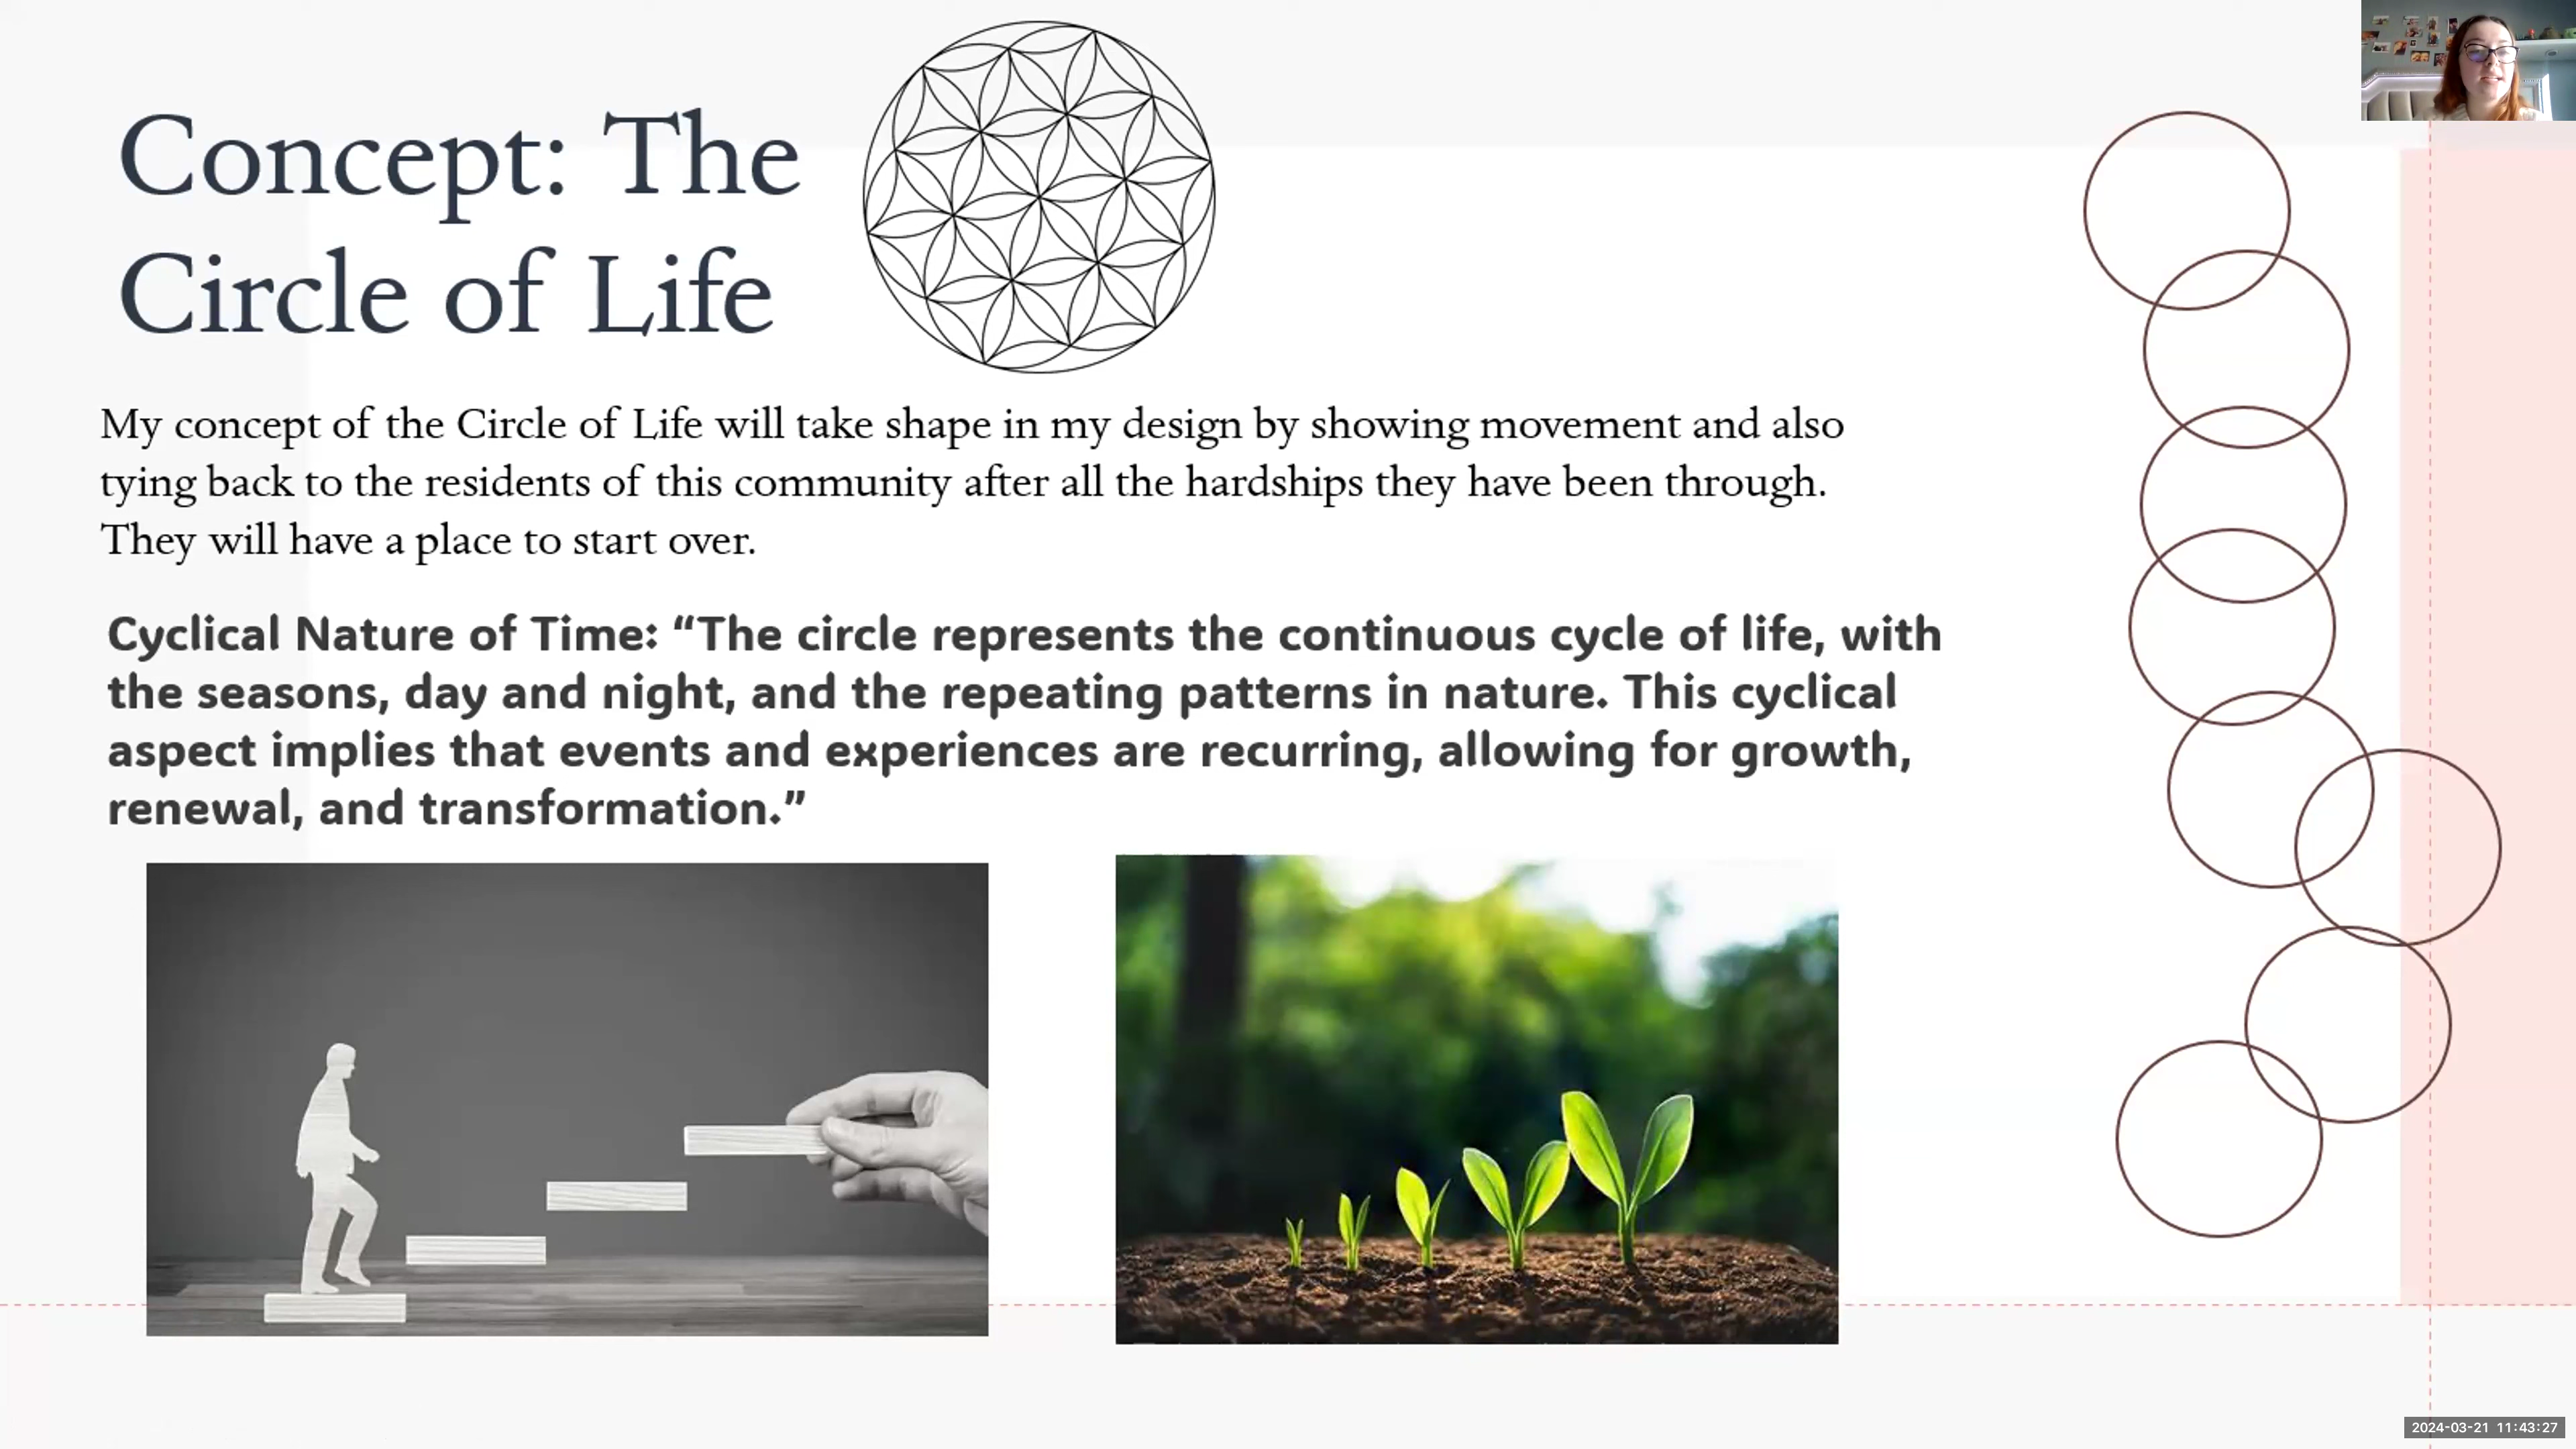 Concept: The
Circle of Life
My concept of the Circle of Life will take shape in my design by showing movement and also
tying back to the residents of this community after all the hardships they have been through.
They will have a place to start over.
Cyclical Nature of Time: “The circle represents the continuous cycle of life, with
the seasons, day and night, and the repeating patterns in nature. This cyclical
aspect implies that events and experiences are recurring, allowing for growth,
renewal, and transformation.”
2024-03-21 11:43:27